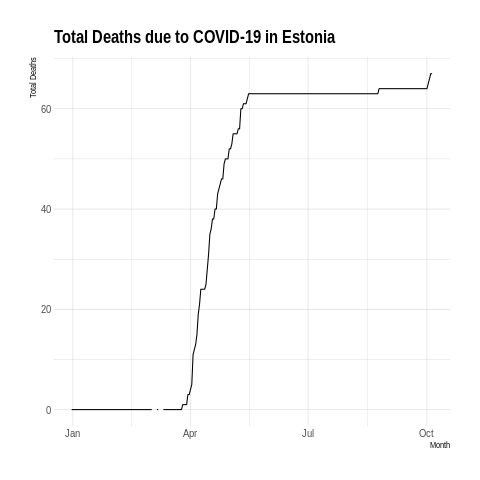 Total Deaths due to COVID-19 in Estonia
Total Deaths
60
40
20
0
Jan
Apr
Jul
Oct
Month